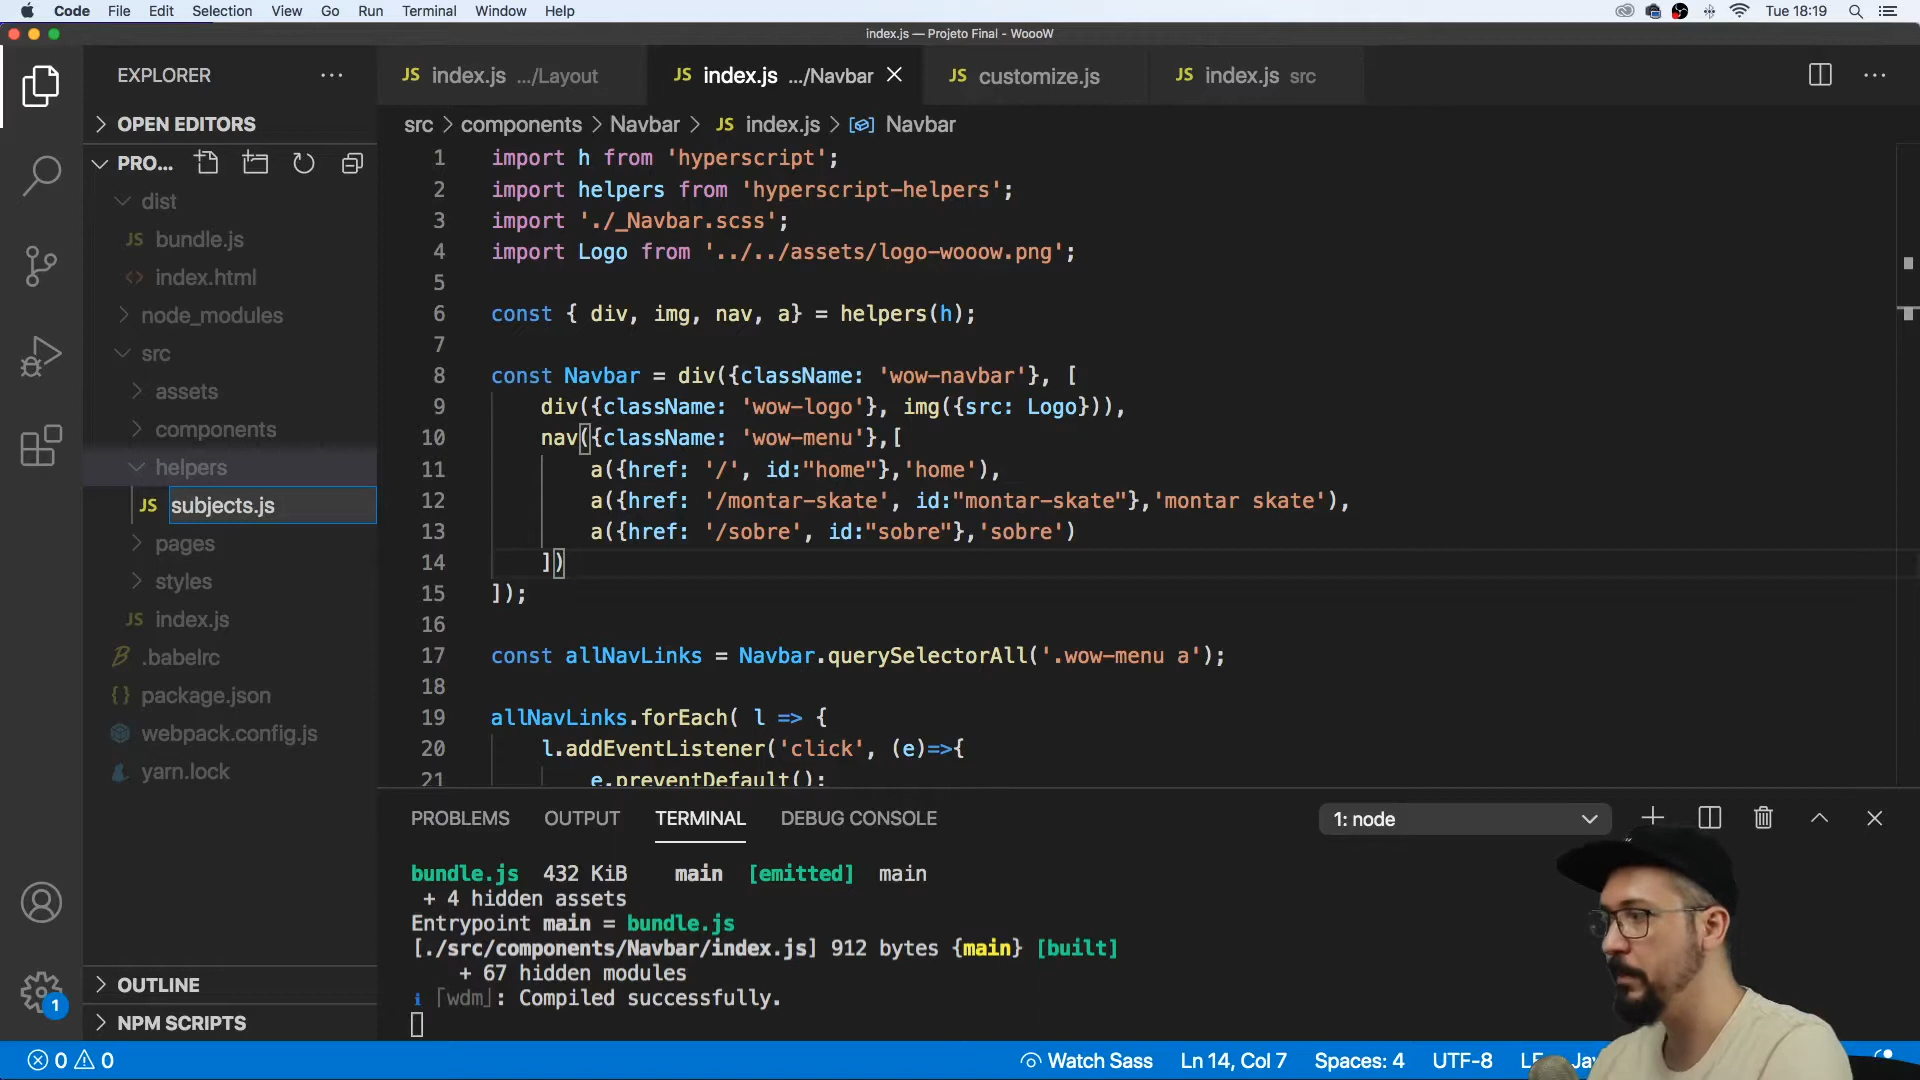 Code File Edit Selection View Go Run Terminal Window Help Tue 18:19
index.js — Projeto Final - WoooW
EXPLORER
OPEN EDITORS
PRO...
dist
JS bundle.js
<> index.html
node_modules
src
assets
components
helpers
JS subjects.js
pages
styles
JS index.js
.babelrc
{} package.json
webpack.config.js
yarn.lock
OUTLINE
NPM SCRIPTS
1
JS index.js .../Layout JS index.js .../Navbar JS customize.js JS index.js src
src > components > Navbar > JS index.js > Navbar
1 import h from 'hyperscript';
2 import helpers from 'hyperscript-helpers';
3 import './_Navbar.scss';
4 import Logo from '../../assets/logo-wooow.png';
5
6 const { div, img, nav, a} = helpers(h);
7
8 const Navbar = div({className: 'wow-navbar'}, [
9 div({className: 'wow-logo'}, img({src: Logo})),
10 nav({className: 'wow-menu'},[
11 a({href: '/', id:"home"},'home'),
12 a({href: '/montar-skate', id:"montar-skate"},'montar skate'),
13 a({href: '/sobre', id:"sobre"},'sobre')
14 ])
15 ]);
16
17 const allNavLinks = Navbar.querySelectorAll('.wow-menu a');
18
19 allNavLinks.forEach( l => {
20 l.addEventListener('click', (e)=>{
21 e.preventDefault();
PROBLEMS OUTPUT TERMINAL DEBUG CONSOLE 1: node
bundle.js 432 KiB main [emitted] main
+ 4 hidden assets
Entrypoint main = bundle.js
[./src/components/Navbar/index.js] 912 bytes {main} [built]
+ 67 hidden modules
i ｢wdm｣: Compiled successfully.
0 0 Watch Sass Ln 14, Col 7 Spaces: 4 UTF-8